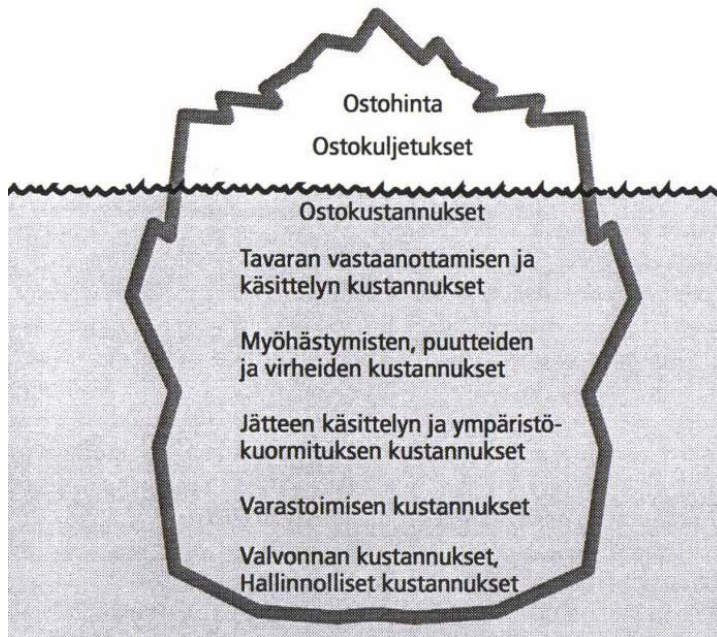 Ostohinta
Ostokuljetukset
Ostokustannukset
Tavaran vastaanottamisen ja
käsittelyn kustannukset
Myöhästymisten, puutteiden
ja virheiden kustannukset
Jätteen käsittelyn ja ympäristö-
kuormituksen kustannukset
Varastoimisen kustannukset
Valvonnan kustannukset,
Hallinnolliset kustannukset